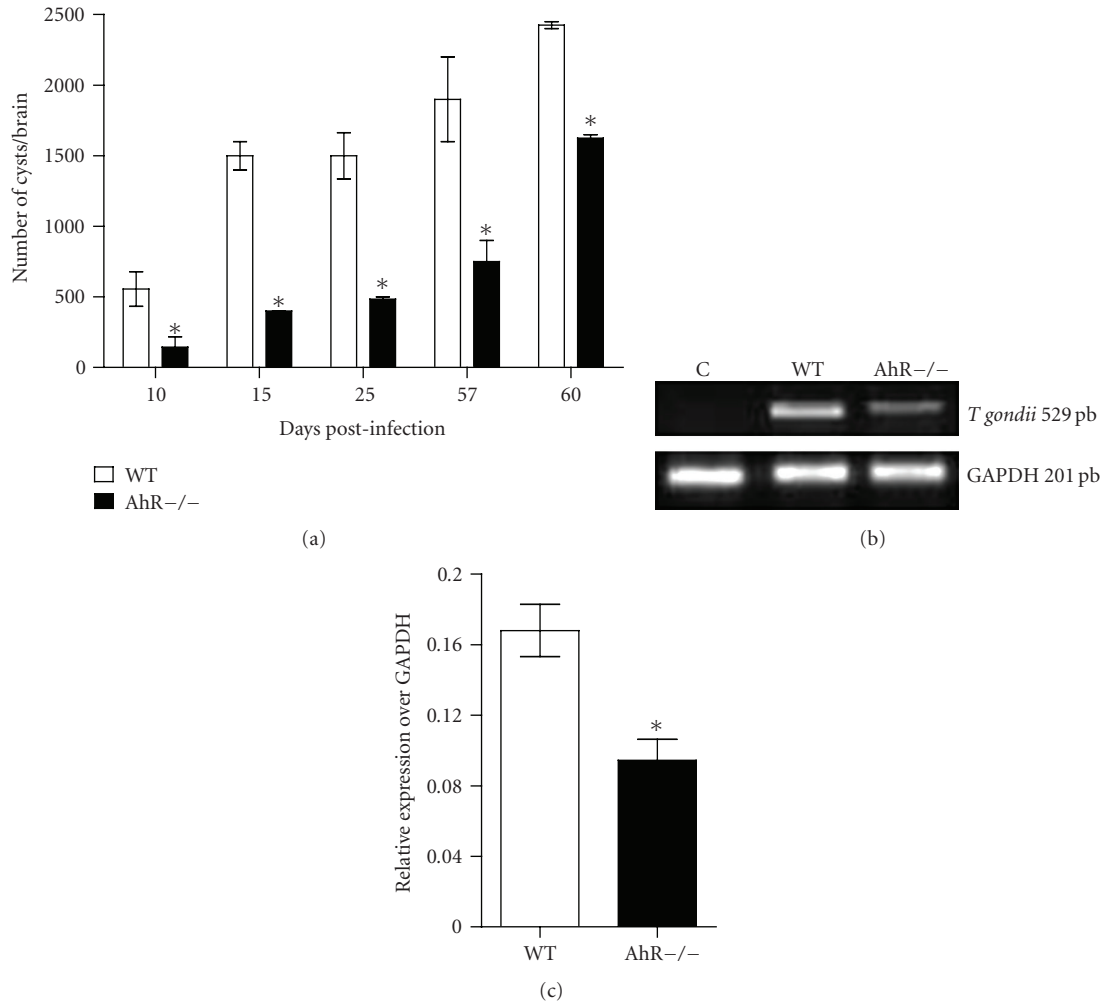 2500
2000
1500
1000
500
0
Number of cysts/brain
*
*
*
*
*
10 15 25 57 60
Days post-infection
WT
AhR−/−
(a)
C WT AhR−/−
T gondii 529 pb
GAPDH 201 pb
(b)
0.2
0.16
0.12
0.08
0.04
0
Relative expression over GAPDH
*
WT AhR−/−
(c)